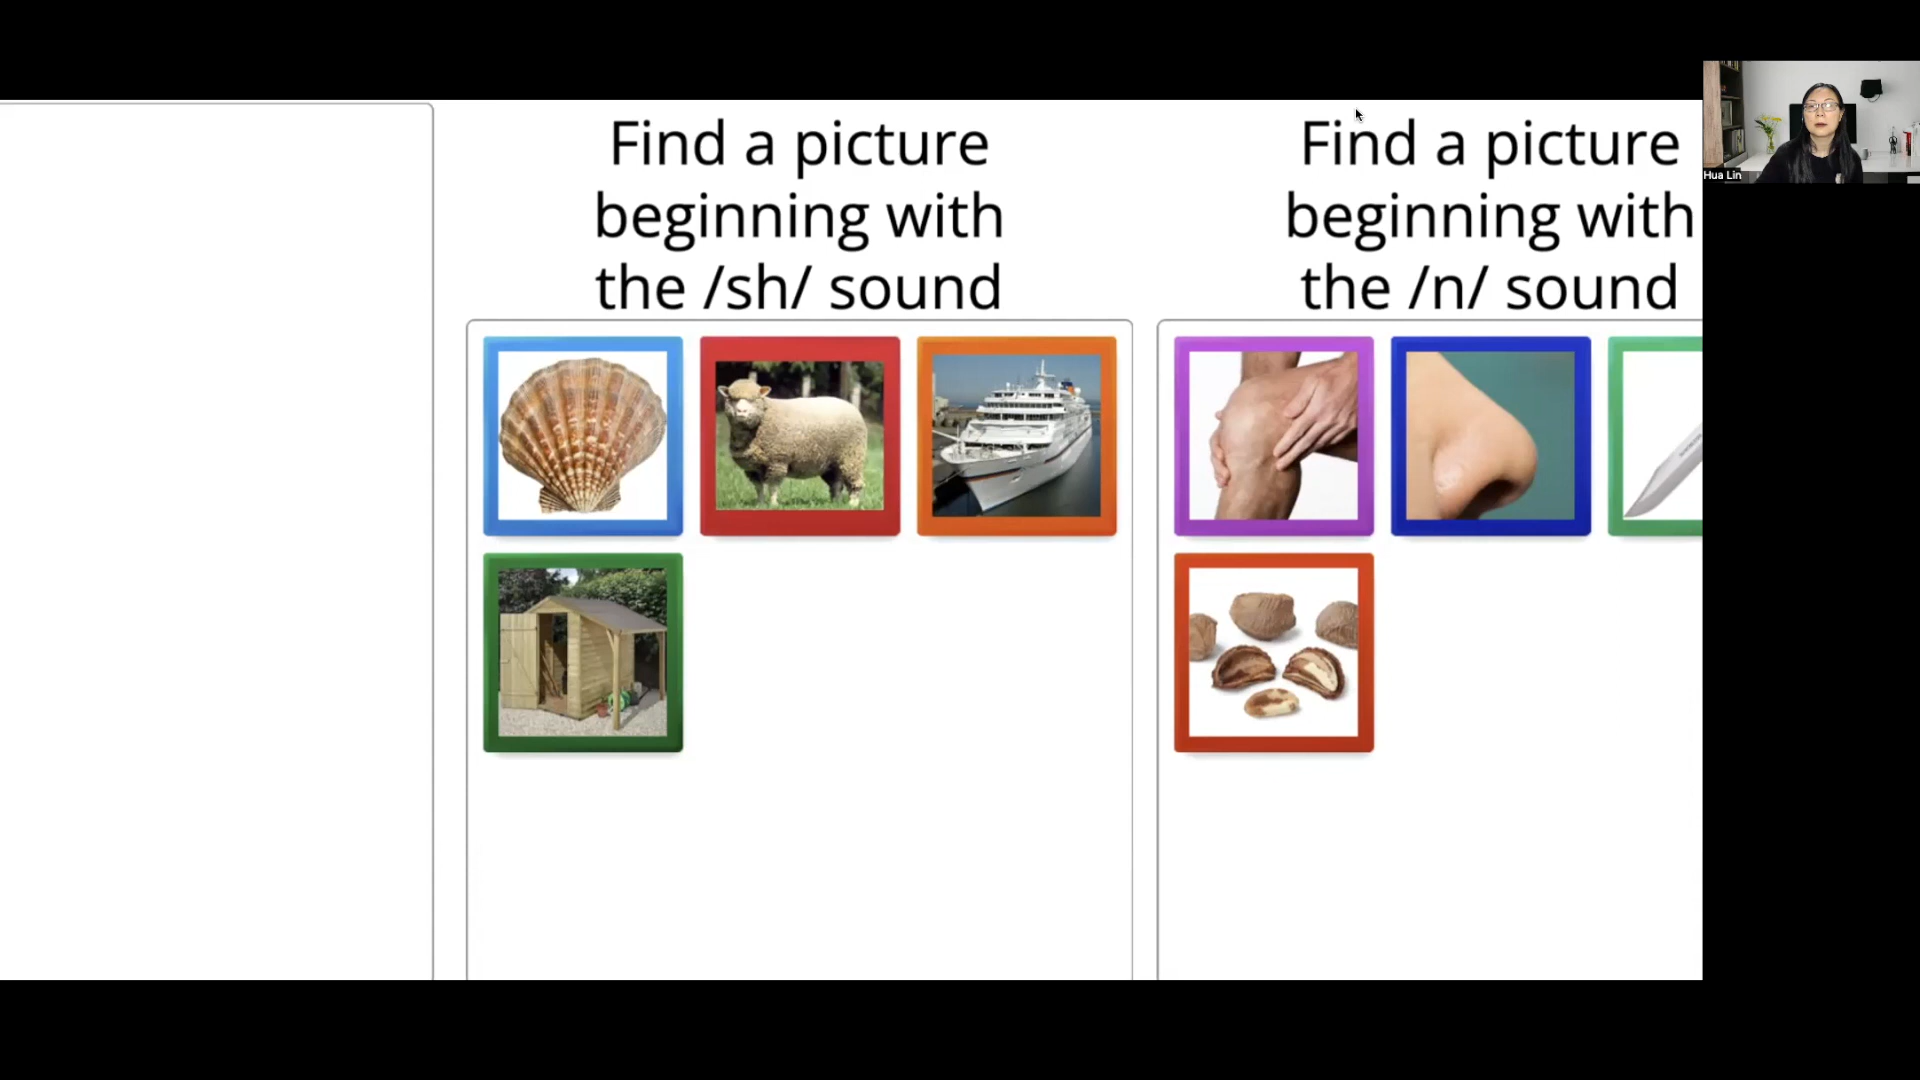 Find a picture
beginning with
the /sh/ sound
Find a picture
beginning with
the /n/ sound
Hua Lin